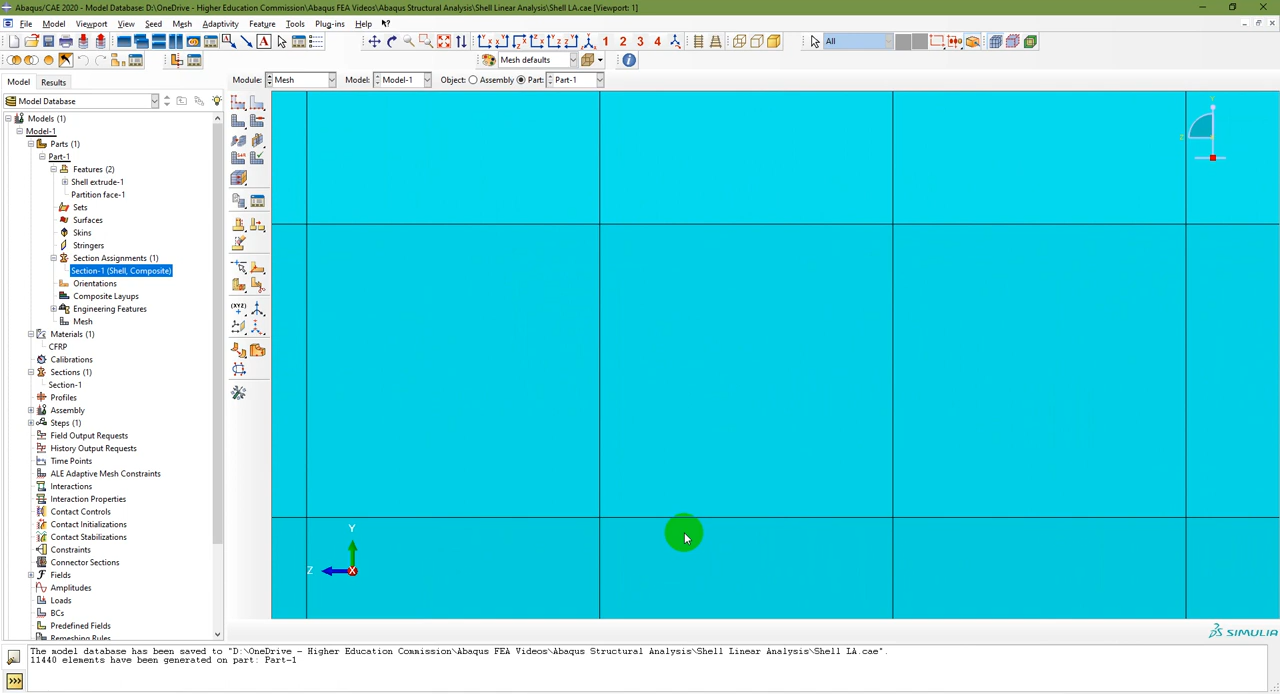 Abaqus/CAE 2020 - Higher Education Commission\Abaqus FEA Videos\Abaqus Structural Analysis\Shell Linear Analysis\Shell LA.cae [Viewport: 1]
File Model Viewport View Seed Mesh Adaptivity Feature Tools Plug-ins Help
A 1 2 3 4 All
Mesh defaults
Model Results Module: Mesh Model: Model-1 Object: Assembly Part: Part-1
Model Database
Models (1)
Model-1
Parts (1)
Part-1
Features (2)
Shell extrude-1
Partition face-1
Sets
Surfaces
Skins
Stringers
Section Assignments (1)
Section-1 (Shell, Composite)
Orientations
Composite Layups
Engineering Features
Mesh
Materials (1)
CFRP
Calibrations
Sections (1)
Section-1
Profiles
Assembly
Steps (1)
Field Output Requests
History Output Requests
Time Points
ALE Adaptive Mesh Constraints
Interactions
Interaction Properties
Contact Controls
Contact Initializations
Contact Stabilizations
Constraints
Connector Sections
Fields
Amplitudes
Loads
BCs
Predefined Fields
Remeshing Rules
Y
Z X
SIMULIA
The model database has been saved to "D:\OneDrive - Higher Education Commission\Abaqus FEA Videos\Abaqus Structural Analysis\Shell Linear Analysis\Shell LA.cae".
11440 elements have been generated on part: Part-1
>>>